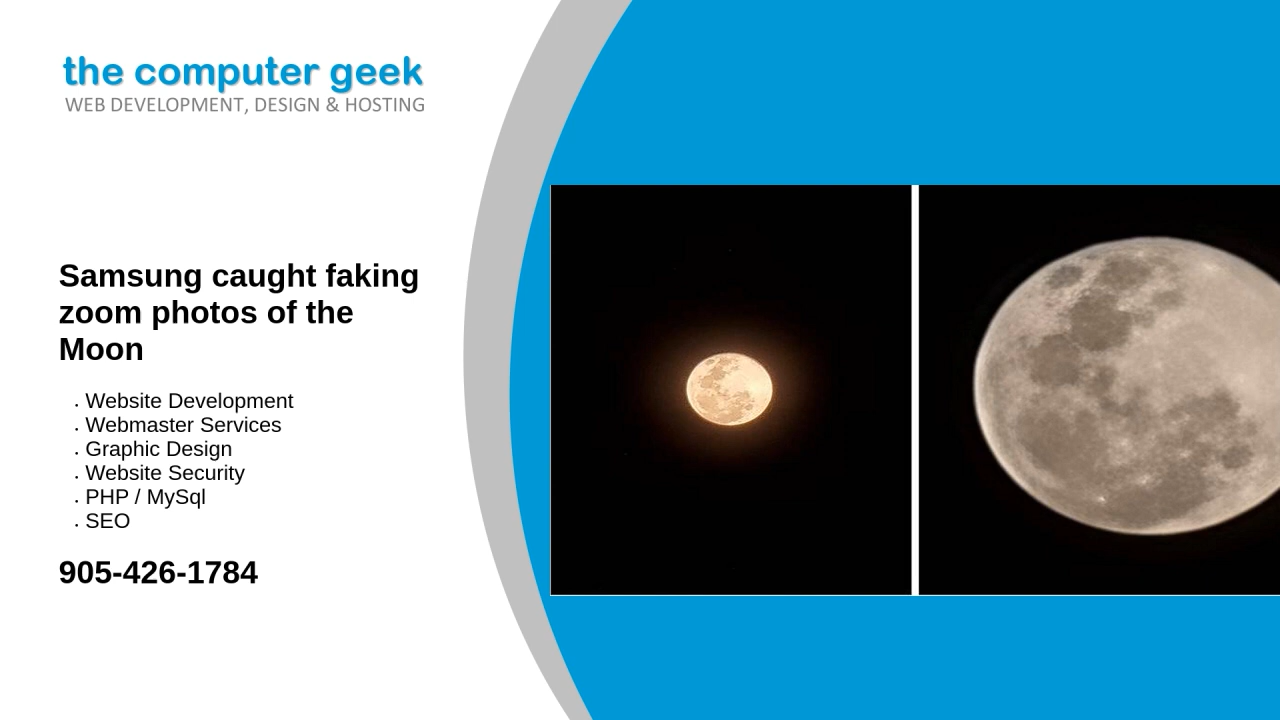 the computer geek
WEB DEVELOPMENT, DESIGN & HOSTING
Samsung caught faking
zoom photos of the
Moon
. Website Development
. Webmaster Services
. Graphic Design
. Website Security
. PHP / MySql
. SEO
905-426-1784